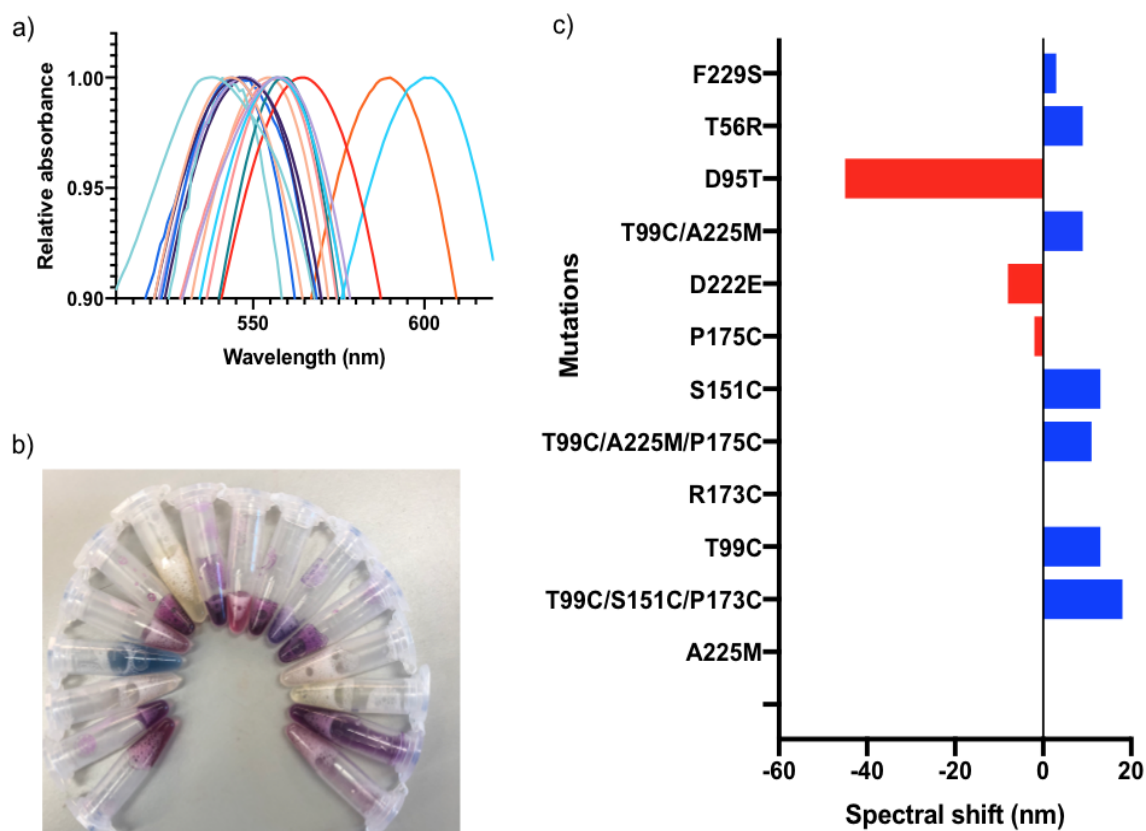 a)
1.00
0.95
0.90
Relative absorbance
550
600
Wavelength (nm)
b)
c)
Mutations
F229S
T56R
D95T
T99C/A225M
D222E
P175C
S151C
T99C/A225M/P175C
R173C
T99C
T99C/S151C/P173C
A225M
-60
-40
-20
0
20
Spectral shift (nm)